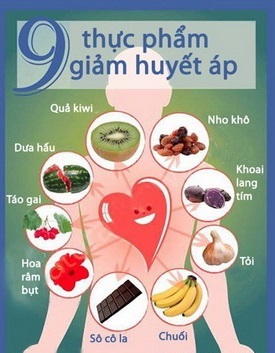 9 thực phẩm
giảm huyết áp
Quả kiwi
Nho khô
Dưa hấu
Khoai
lang
tím
Táo gai
Tỏi
Hoa
râm
bụt
Sô cô la
Chuối